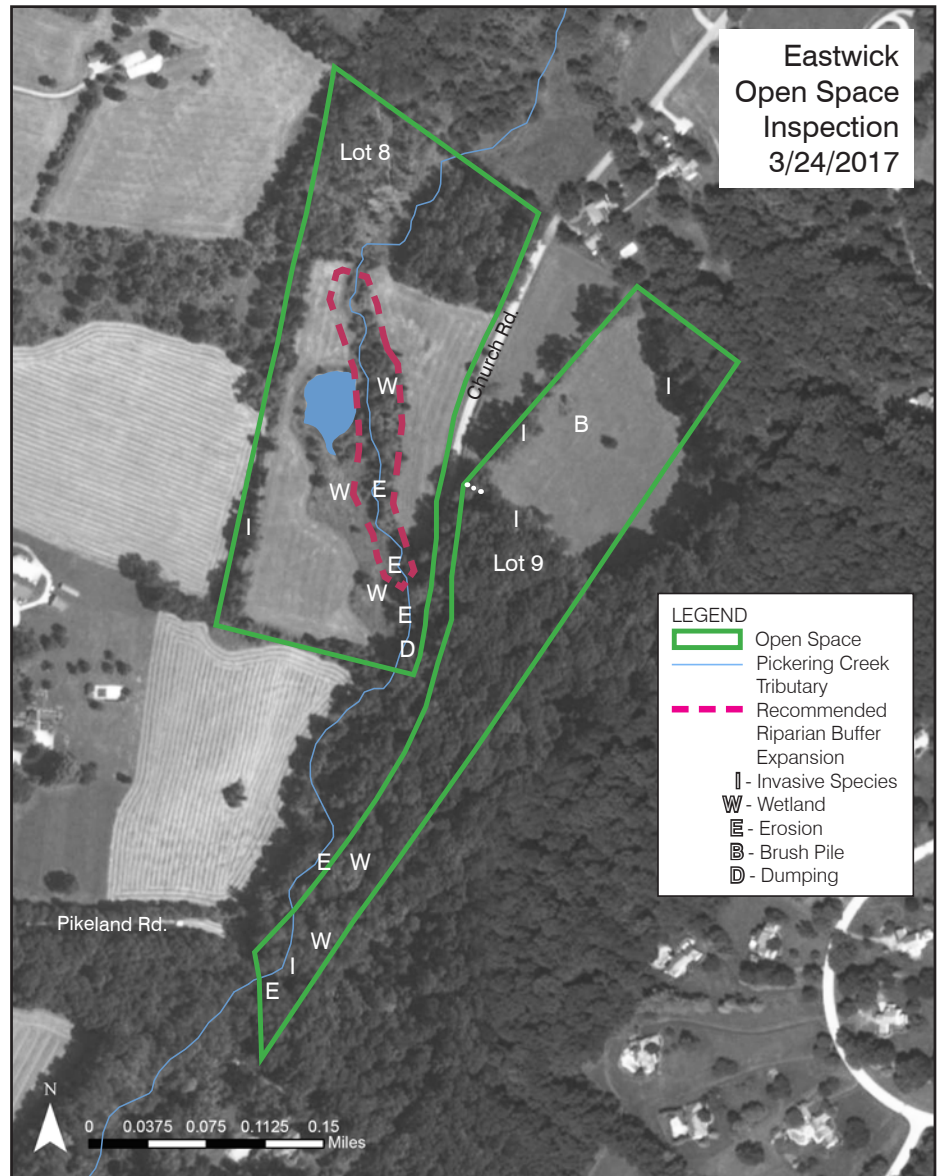 Eastwick
Open Space
Inspection
3/24/2017
Lot 8
Church Rd.
W
I
B
I
W
E
I
I
Lot 9
E
W
E
D
LEGEND
Open Space
Pickering Creek
Tributary
Recommended
Riparian Buffer
Expansion
I - Invasive Species
W - Wetland
E - Erosion
B - Brush Pile
D - Dumping
E W
Pikeland Rd.
W
I
E
N
0 0.0375 0.075 0.1125 0.15
Miles